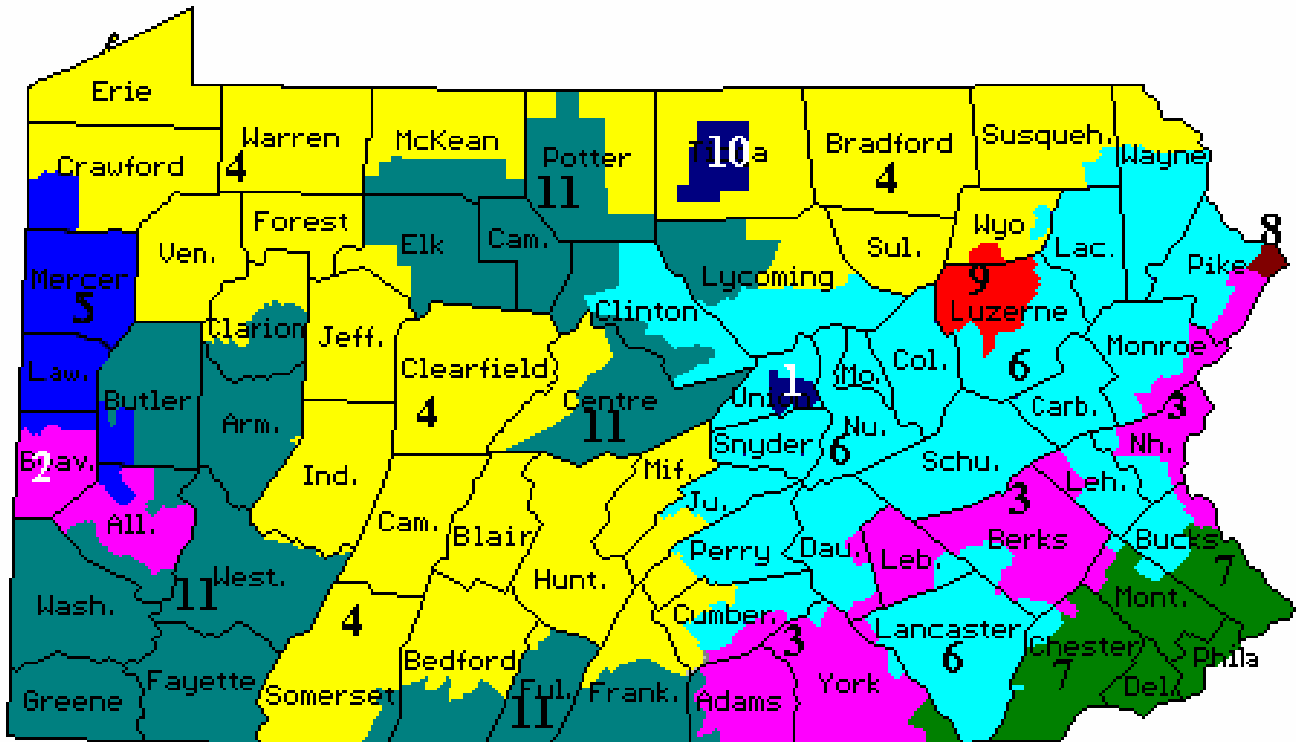 Erie
Warren
McKean
Potter
10
Bradford
Susqueh.
Wayne
Crawford
4
11
4
Ven.
Forest
Elk
Cam.
Lycoming
Sul.
Wyo
Lac.
Pike
8
Mercer
5
Clarion
Jeff.
Clinton
9
Luzerne
Monroe
Law.
Butler
Arm.
Clearfield
4
Centre
11
1
Mo.
Col.
6
Carb.
3
2
Ind.
Mif.
Snyder
6
Nu.
Schu.
Leh.
Nh.
All.
Cam.
Blair
Ju.
3
West.
11
Hunt.
Perry
Dau.
Leb.
Berks
Bucks
7
Wash.
4
Cumber.
3
Lancaster
6
Mont.
Chester
7
Phila
Greene
Fayette
Somerset
Bedford
Ful.
11
Frank.
Adams
York
Del.